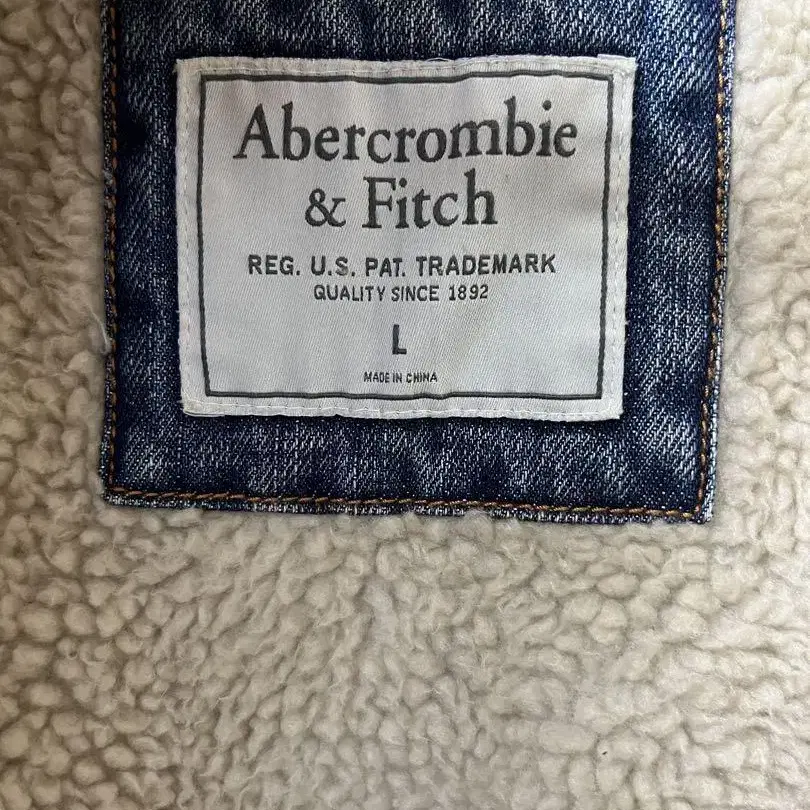 Abercrombie
& Fitch
REG. U.S. PAT. TRADEMARK
QUALITY SINCE 1892
L
MADE IN CHINA